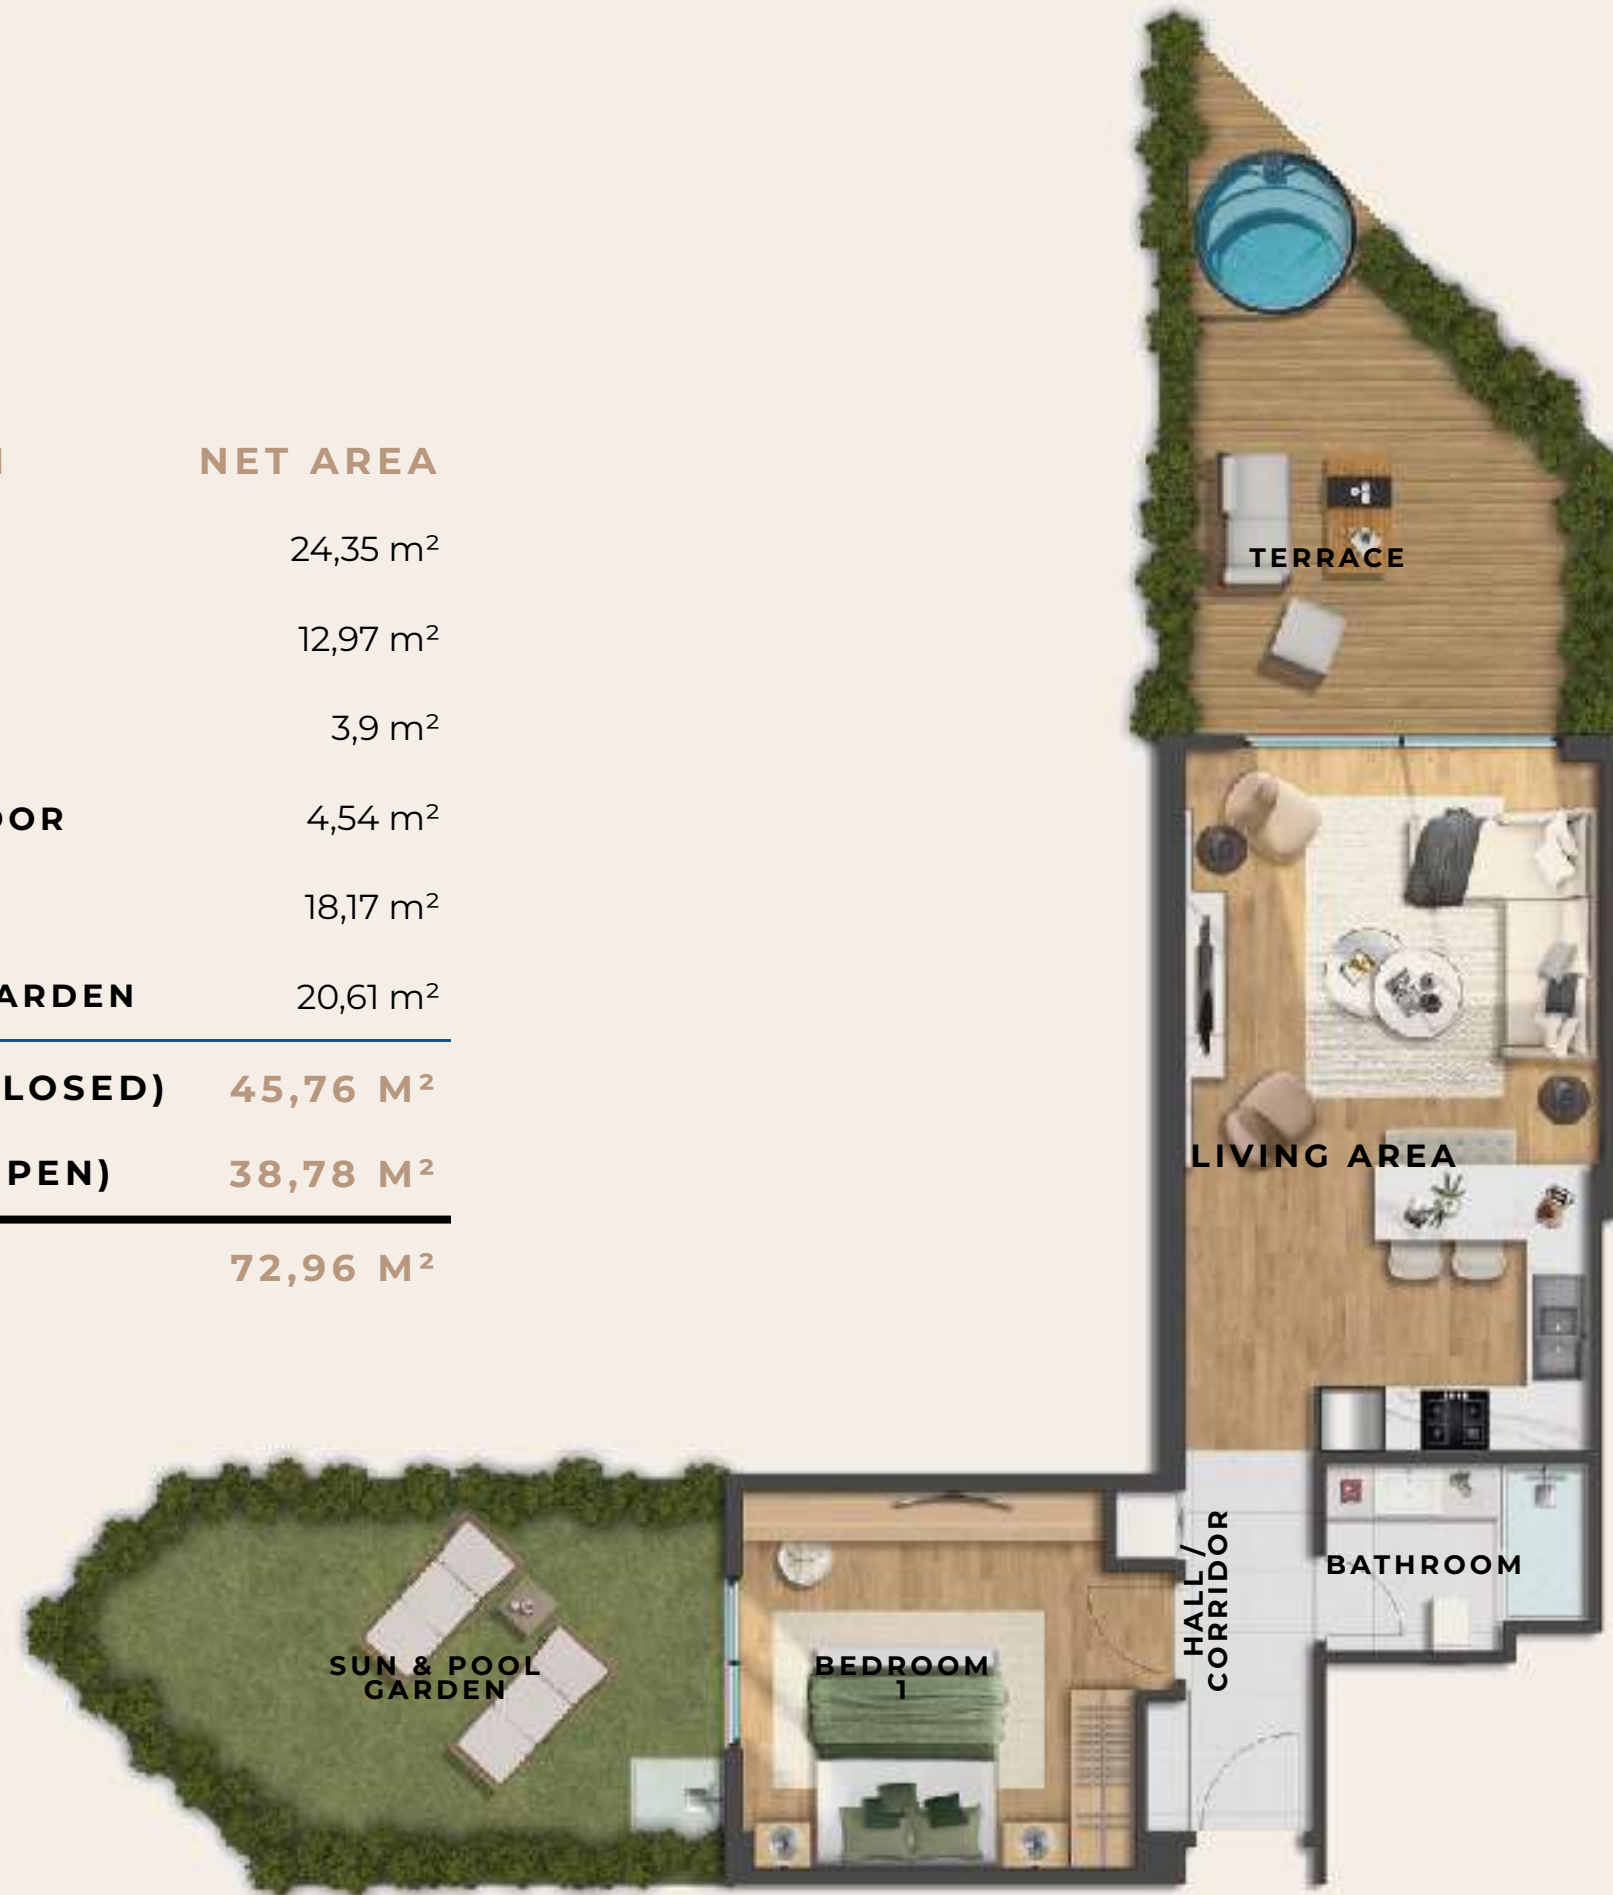 NET AREA
24,35 m²
12,97 m²
3,9 m²
OOR 4,54 m²
18,17 m²
ARDEN 20,61 m²
LOSED) 45,76 M²
PEN) 38,78 M²
72,96 M²
TERRACE
LIVING AREA
HALL /
CORRIDOR
BATHROOM
SUN & POOL
GARDEN
BEDROOM
1